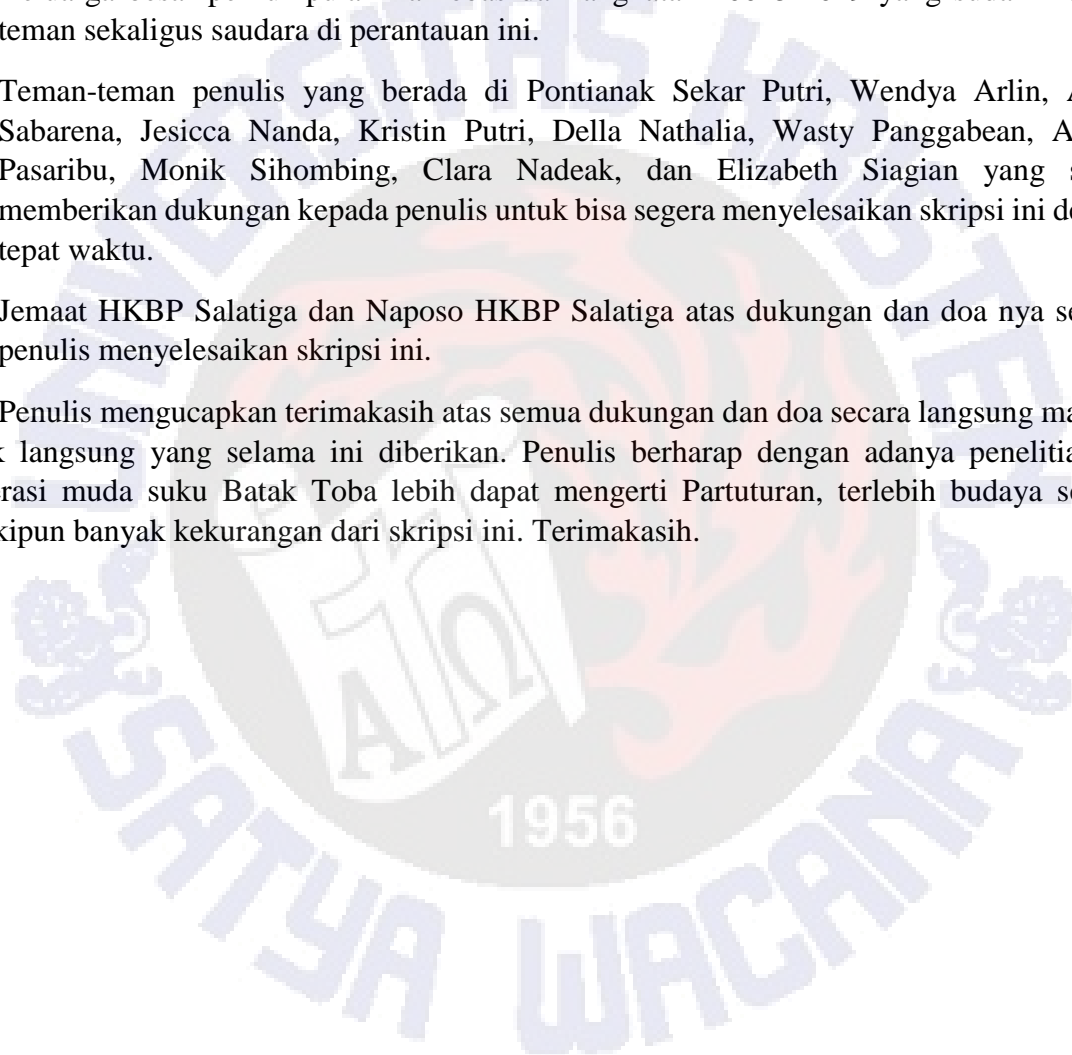 teman sekaligus saudara di perantauan ini.
Teman-teman penulis yang berada di Pontianak Sekar Putri, Wendya Arlin,
Sabarena, Jesicca Nanda, Kristin Putri, Della Nathalia, Wasty Panggabean,
Pasaribu, Monik Sihombing, Clara Nadeak, dan Elizabeth Siagian yang
memberikan dukungan kepada penulis untuk bisa segera menyelesaikan skripsi ini
tepat waktu.
Jemaat HKBP Salatiga dan Naposo HKBP Salatiga atas dukungan dan doa nya
penulis menyelesaikan skripsi ini.
Penulis mengucapkan terimakasih atas semua dukungan dan doa secara langsung
langsung yang selama ini diberikan. Penulis berharap dengan adanya
muda suku Batak Toba lebih dapat mengerti Partuturan, terlebih budaya
banyak kekurangan dari skripsi ini. Terimakasih.
UNIVERSITAS KRISTEN
SATYA WACANA
ΑΩ
1956